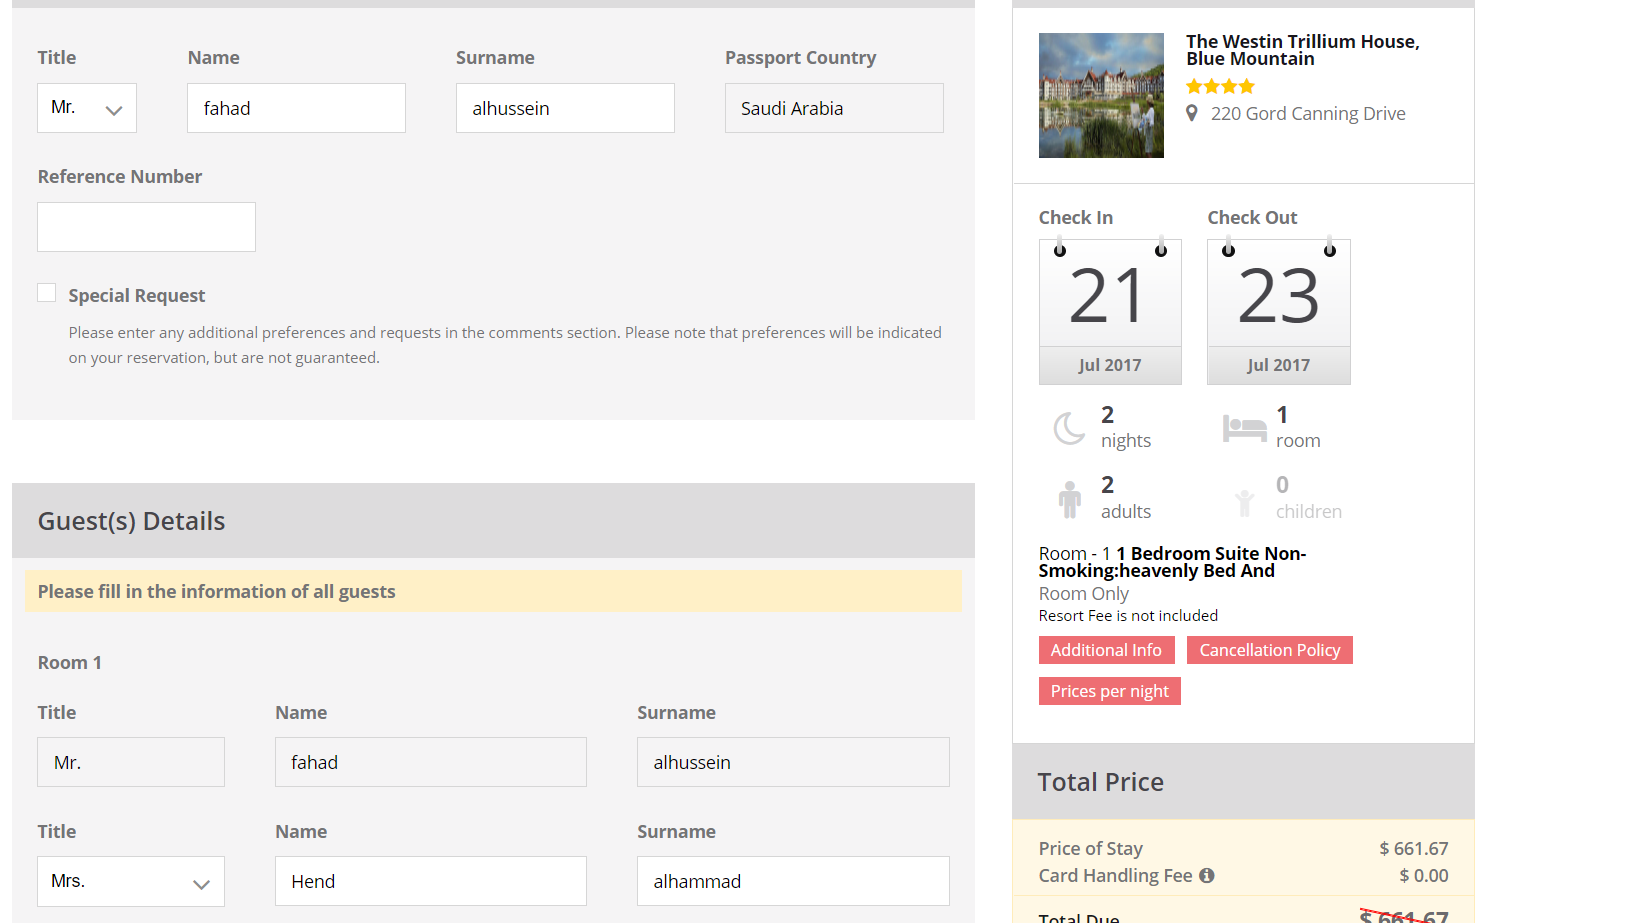 Title Name Surname Passport Country
Mr. fahad alhussein Saudi Arabia
Reference Number
Special Request
Please enter any additional preferences and requests in the comments section. Please note that preferences will be indicated
on your reservation, but are not guaranteed.
Guest(s) Details
Please fill in the information of all guests
Room 1
Title Name Surname
Mr. fahad alhussein
Title Name Surname
Mrs. Hend alhammad
The Westin Trillium House,
Blue Mountain
220 Gord Canning Drive
Check In Check Out
21 23
Jul 2017 Jul 2017
2 1
nights room
2 0
adults children
Room - 1 1 Bedroom Suite Non-
Smoking:heavenly Bed And
Room Only
Resort Fee is not included
Additional Info Cancellation Policy
Prices per night
Total Price
Price of Stay $ 661.67
Card Handling Fee $ 0.00
Total Due $ 661.67